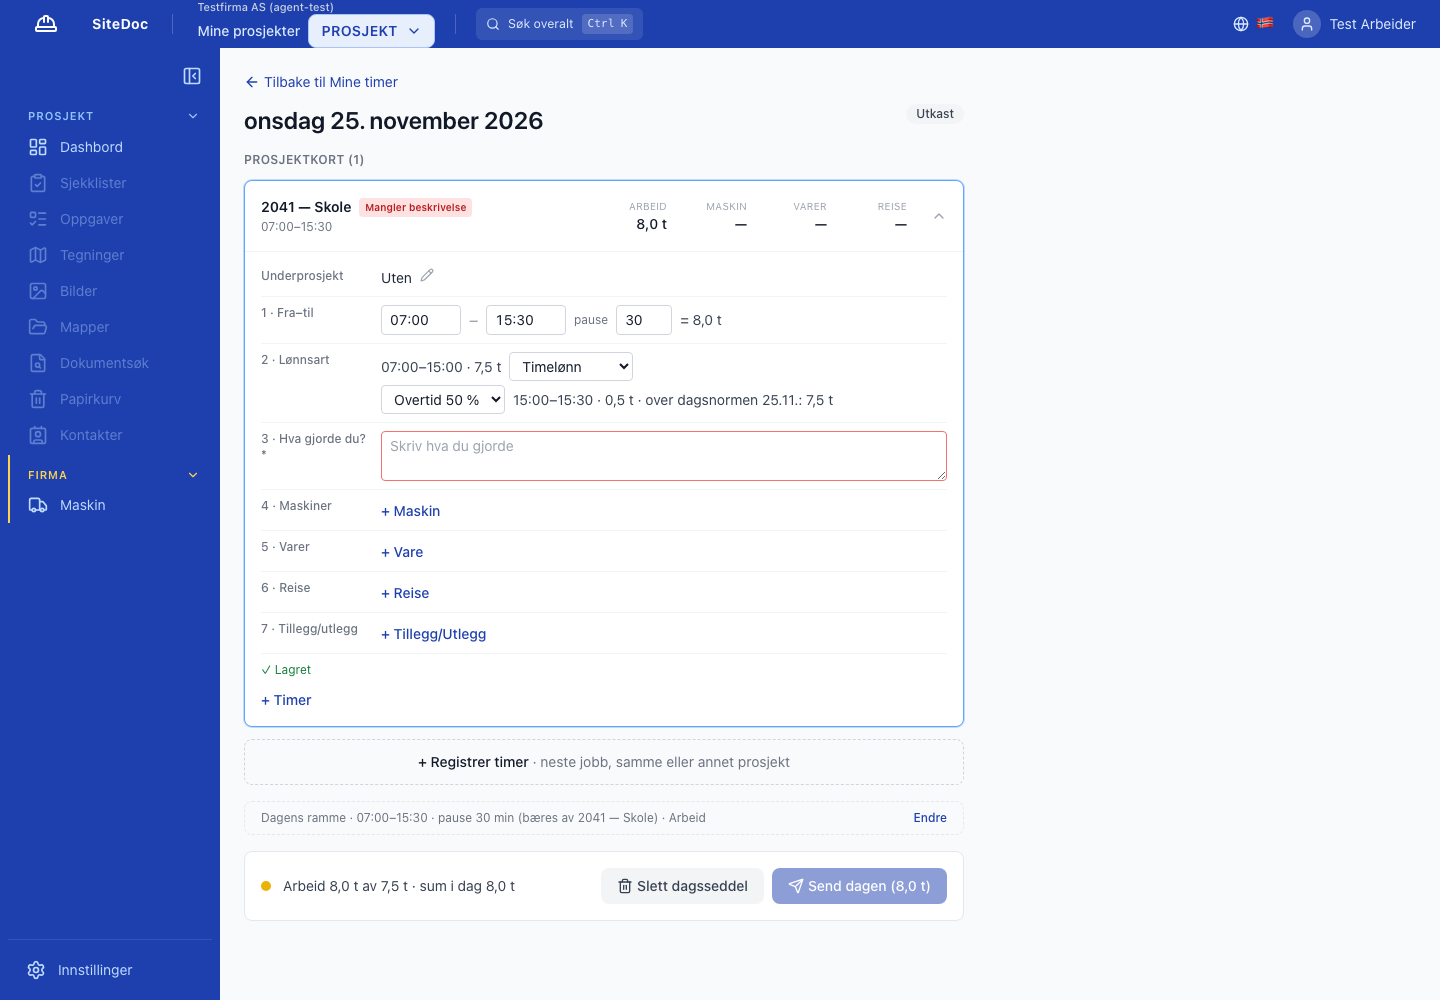 SiteDoc
Testfirma AS (agent-test)
Mine prosjekter
PROSJEKT
Søk overalt Ctrl K
Test Arbeider
PROSJEKT
Dashbord
Sjekklister
Oppgaver
Tegninger
Bilder
Mapper
Dokumentsøk
Papirkurv
Kontakter
FIRMA
Maskin
Innstillinger
← Tilbake til Mine timer
onsdag 25. november 2026
Utkast
PROSJEKTKORT (1)
2041 — Skole Mangler beskrivelse
07:00–15:30
ARBEID MASKIN VARER REISE
8,0 t — — —
Underprosjekt Uten
1 · Fra–til 07:00 – 15:30 pause 30 = 8,0 t
2 · Lønnsart 07:00–15:00 · 7,5 t Timelønn
Overtid 50 % 15:00–15:30 · 0,5 t · over dagsnormen 25.11.: 7,5 t
3 · Hva gjorde du?
*
Skriv hva du gjorde
4 · Maskiner + Maskin
5 · Varer + Vare
6 · Reise + Reise
7 · Tillegg/utlegg + Tillegg/Utlegg
✓ Lagret
+ Timer
+ Registrer timer · neste jobb, samme eller annet prosjekt
Dagens ramme · 07:00–15:30 · pause 30 min (bæres av 2041 — Skole) · Arbeid Endre
Arbeid 8,0 t av 7,5 t · sum i dag 8,0 t Slett dagsseddel Send dagen (8,0 t)